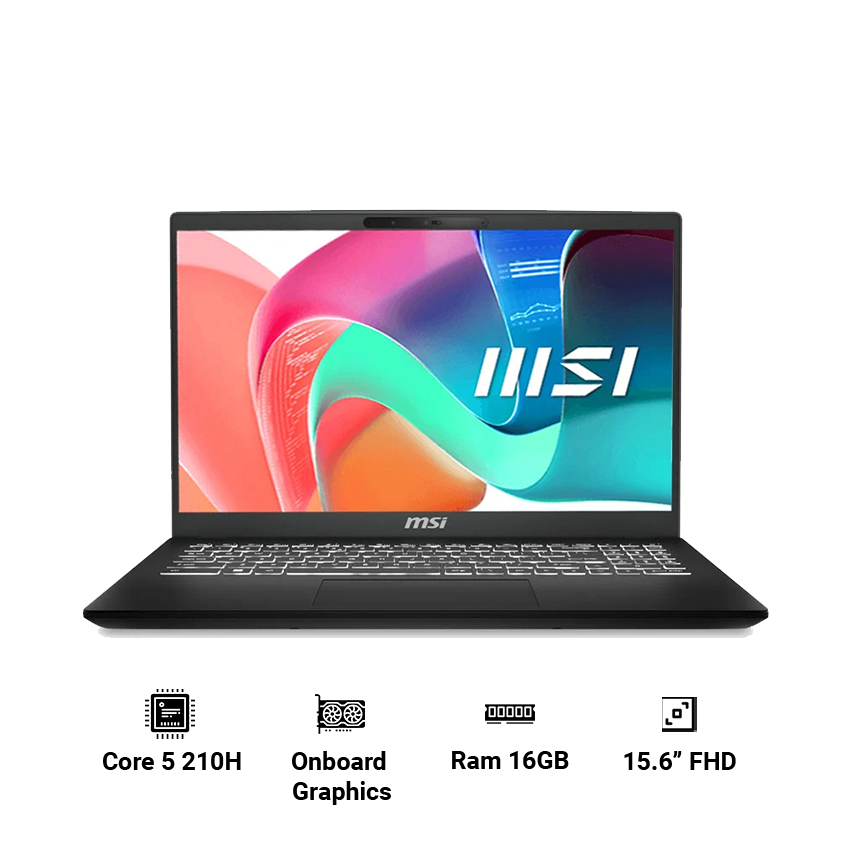 MSI
msi
Core 5 210H
Onboard
Graphics
Ram 16GB
15.6” FHD